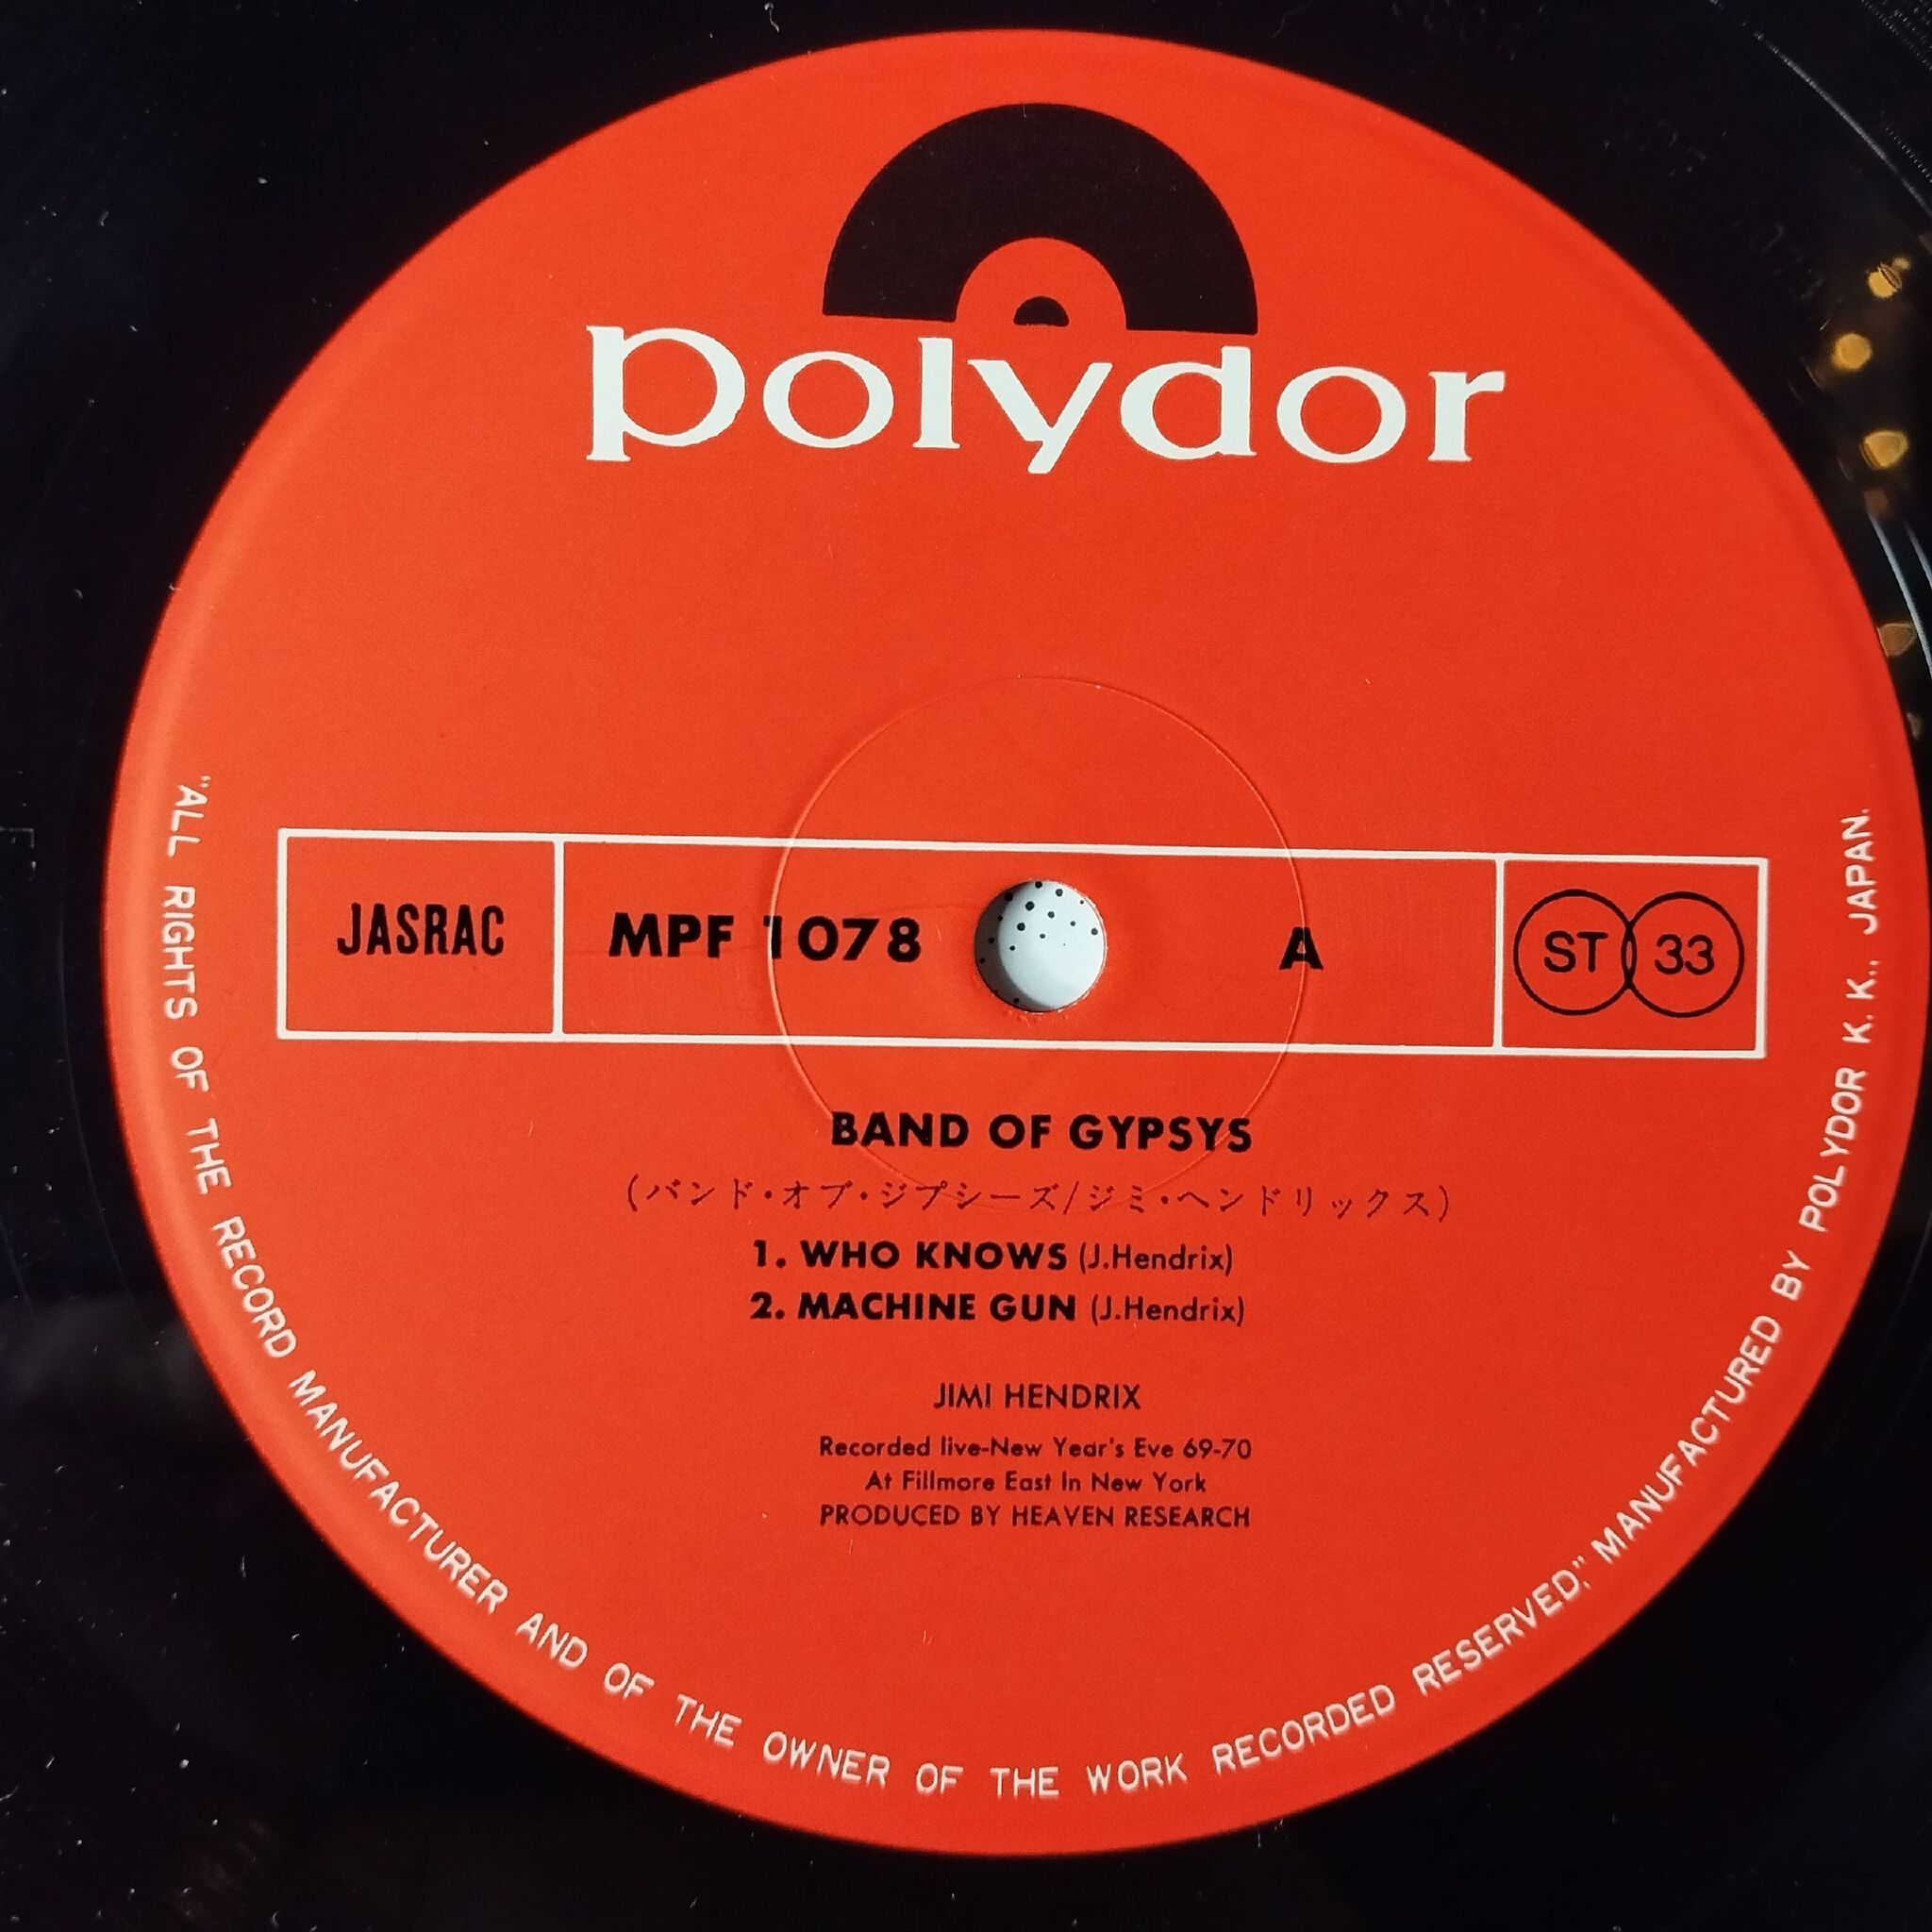 polydor
JASRAC
MPF 1078
A
ST 33
BAND OF GYPSYS
(バンド・オブ・ジプシーズ/ジミ・ヘンドリックス)
1. WHO KNOWS (J.Hendrix)
2. MACHINE GUN (J.Hendrix)
JIMI HENDRIX
Recorded live-New Year's Eve 69-70
At Fillmore East In New York
PRODUCED BY HEAVEN RESEARCH
"ALL RIGHTS OF THE RECORD MANUFACTURER AND OF THE OWNER OF THE WORK RECORDED RESERVED," MANUFACTURED BY POLYDOR K. K., JAPAN.